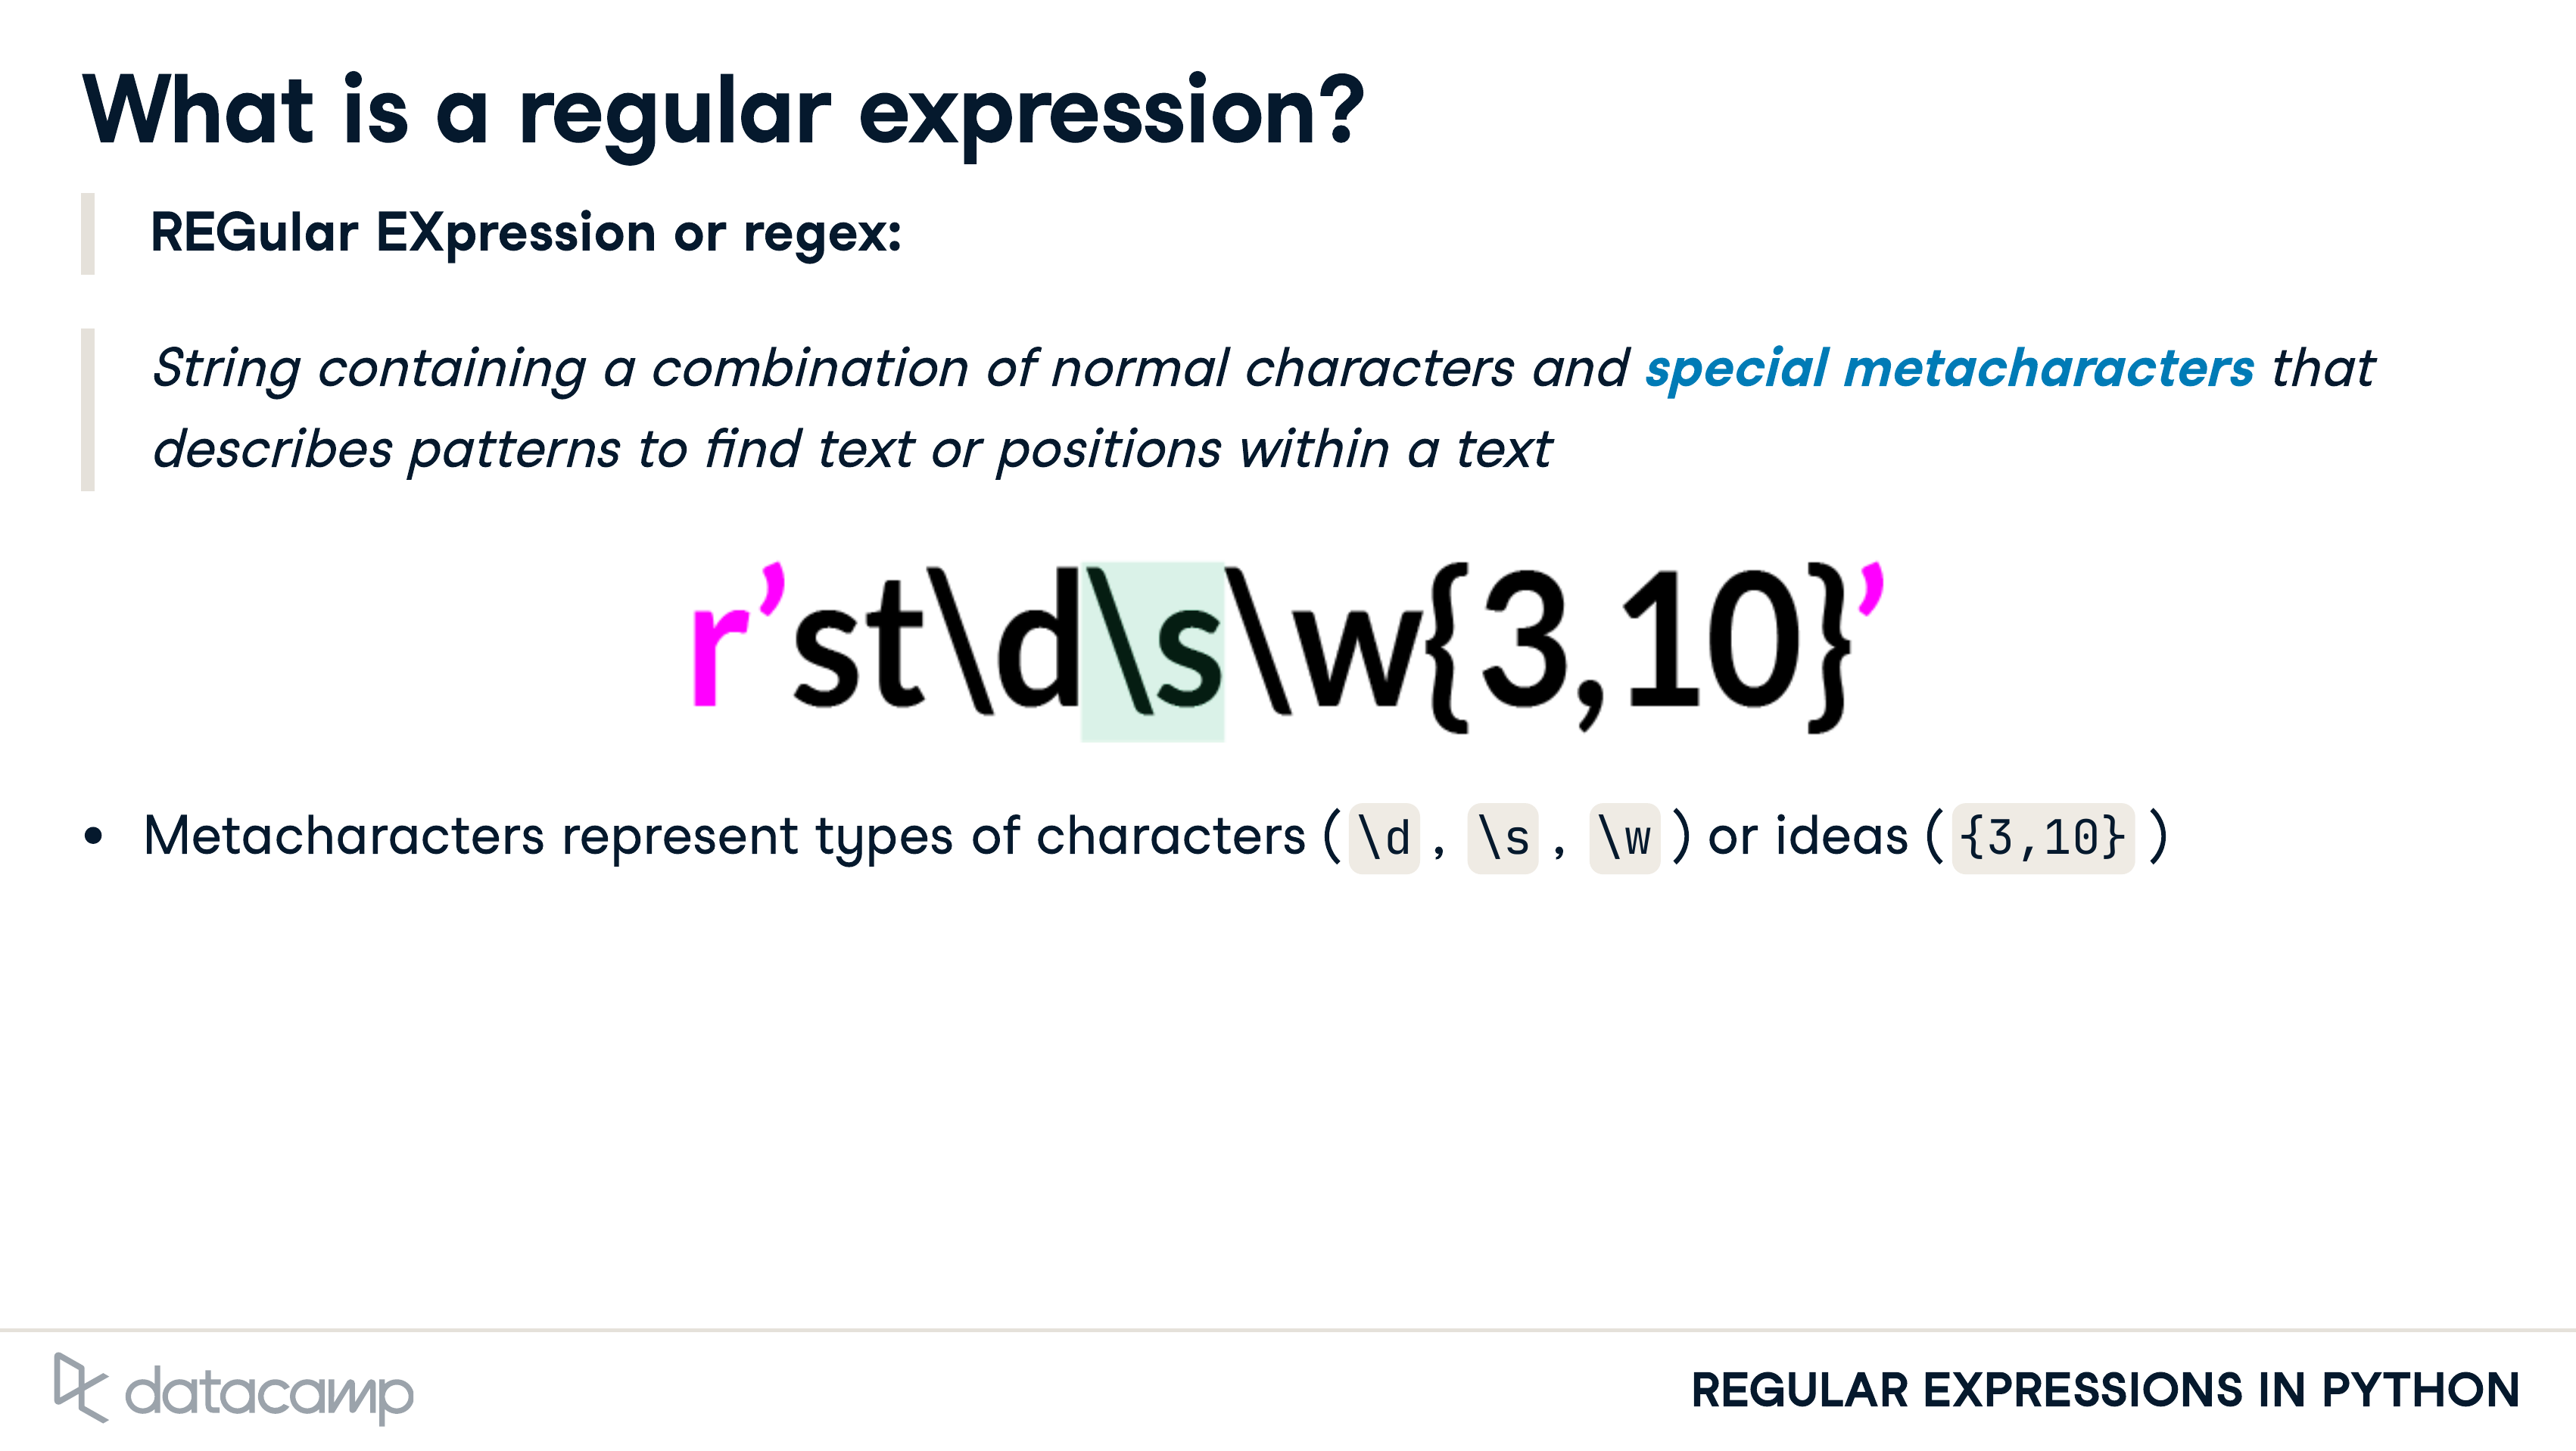 What is a regular expression?
REGular EXpression or regex:
String containing a combination of normal characters and special metacharacters that
describes patterns to find text or positions within a text
r’st\d\s\w{3,10}’
• Metacharacters represent types of characters ( \d , \s , \w ) or ideas ( {3,10} )
datacamp
REGULAR EXPRESSIONS IN PYTHON